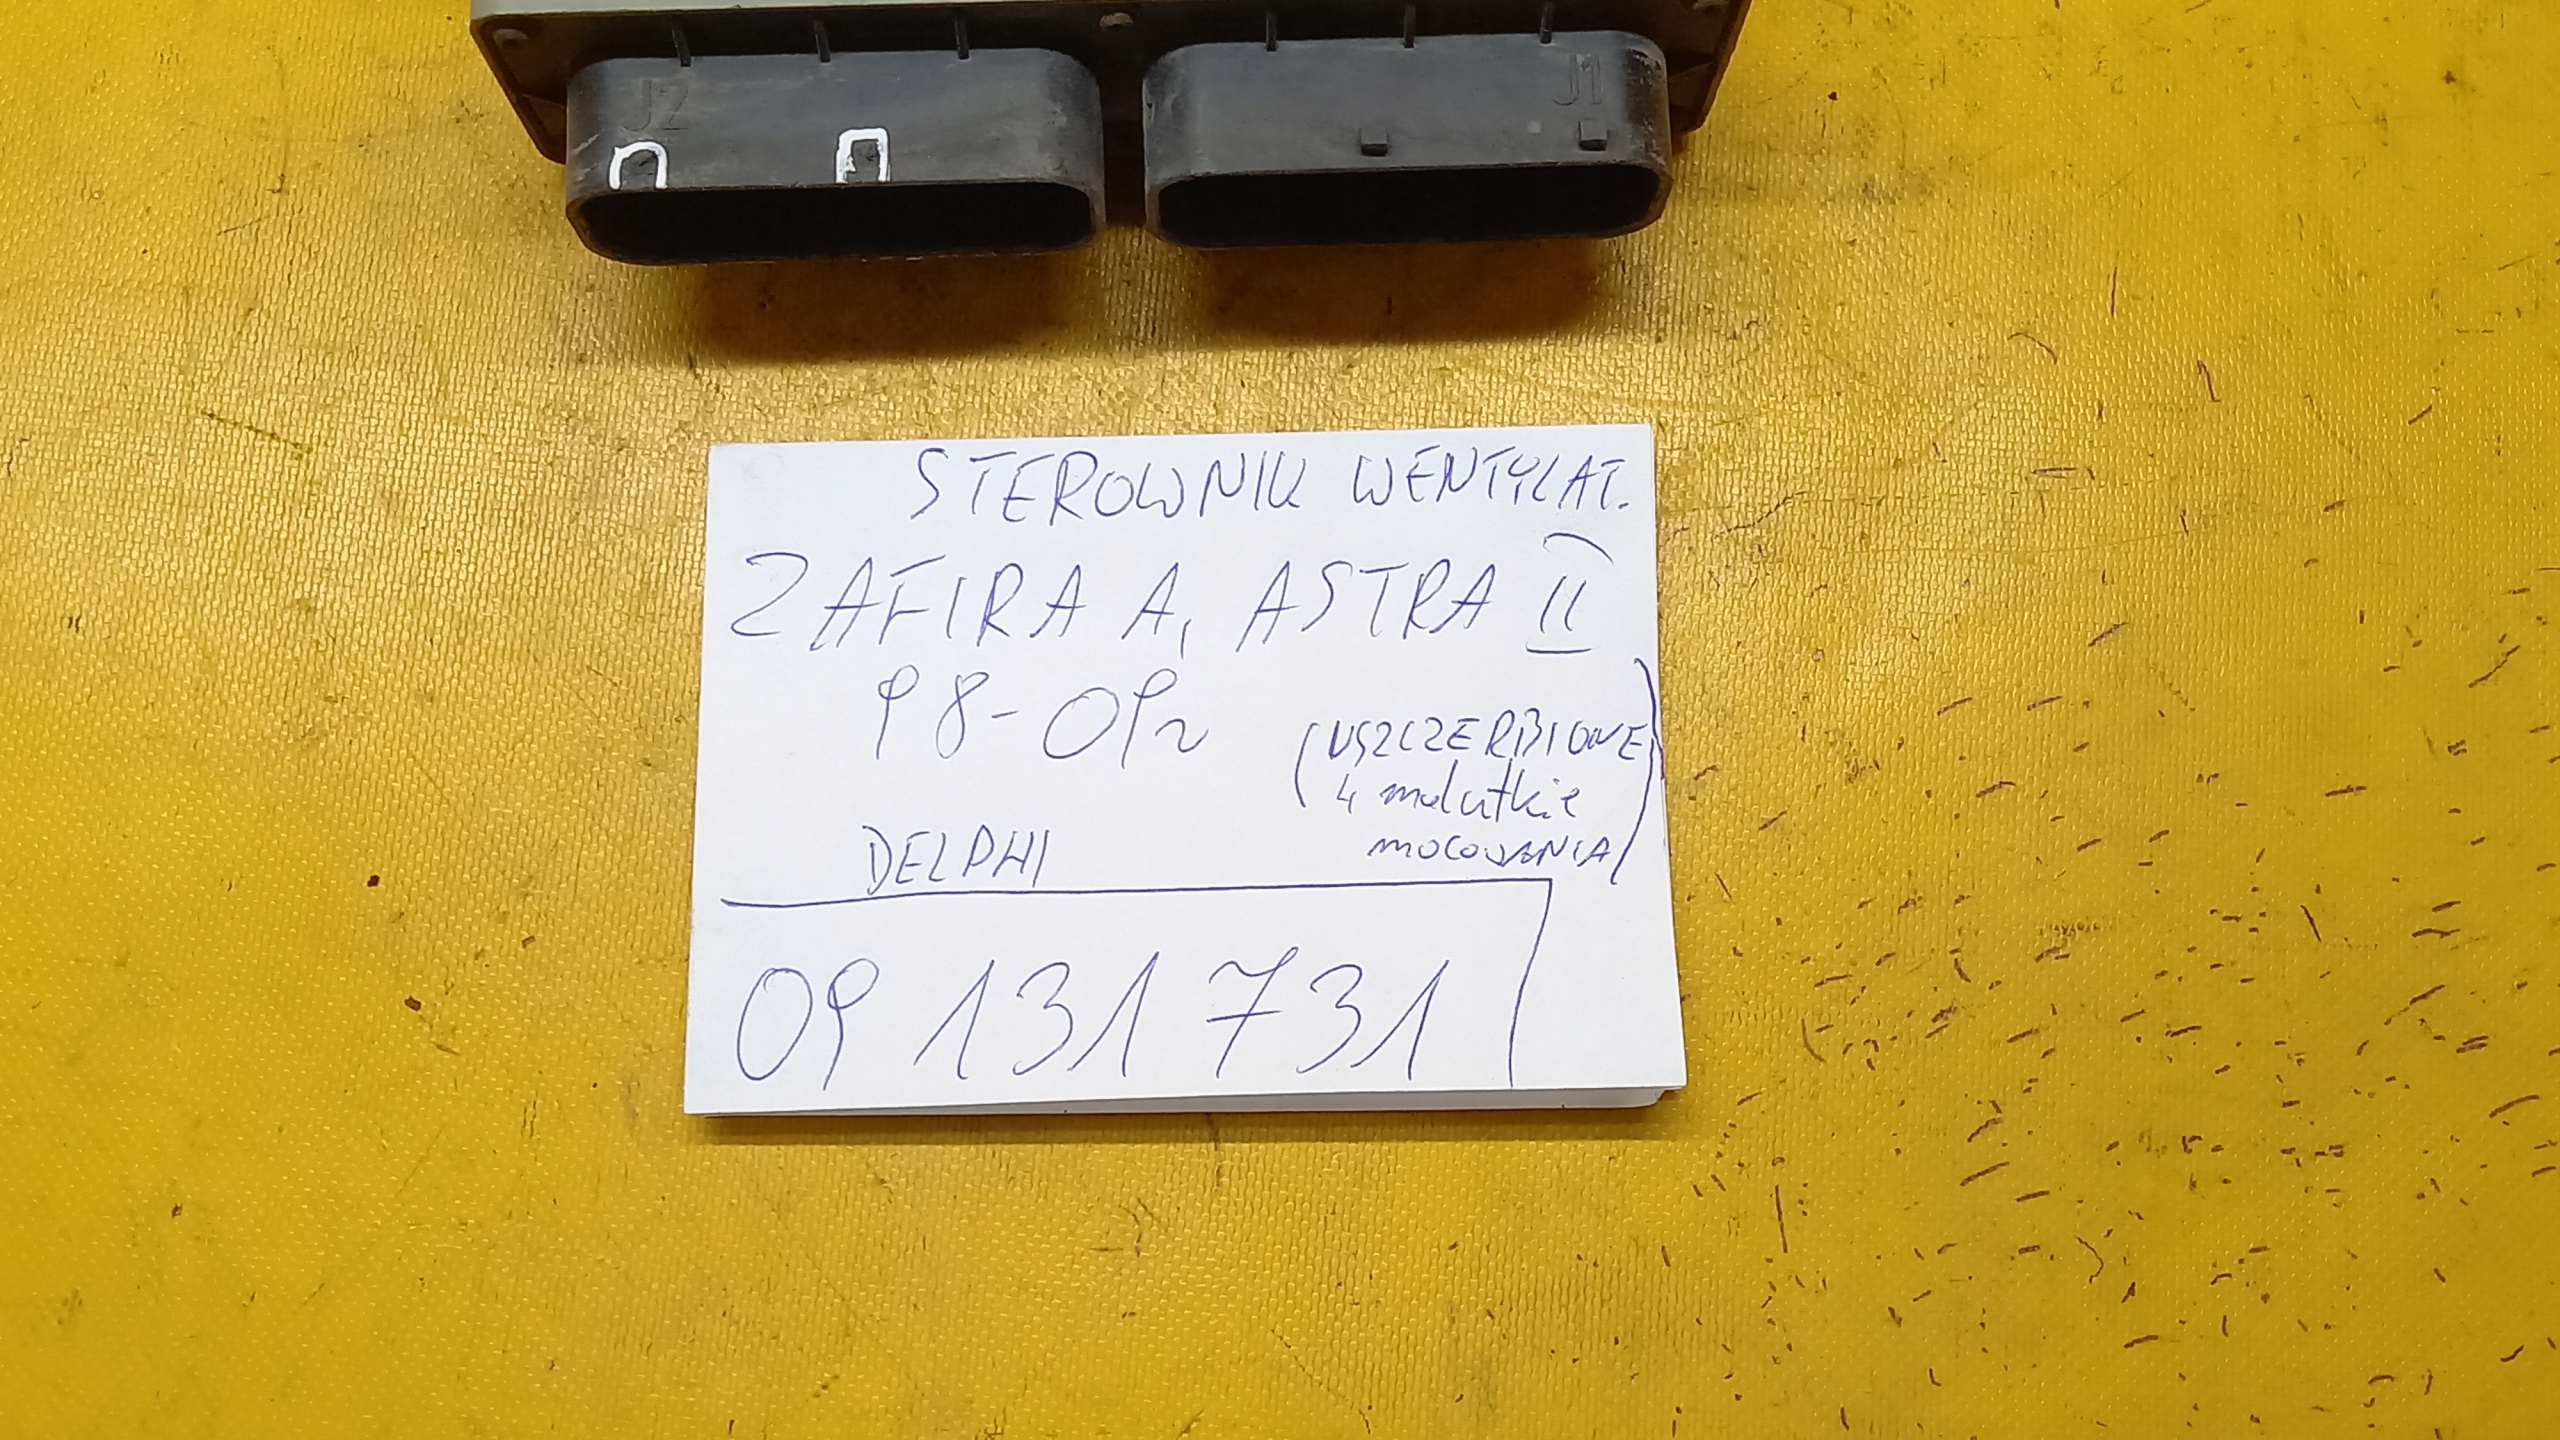 J2 J1
STEROWNIK WENTYLAT.
ZAFIRA A, ASTRA II
98-09r
(USZCZERBIONE
4 malutkie
mocowania)
DELPHI
09 131 731